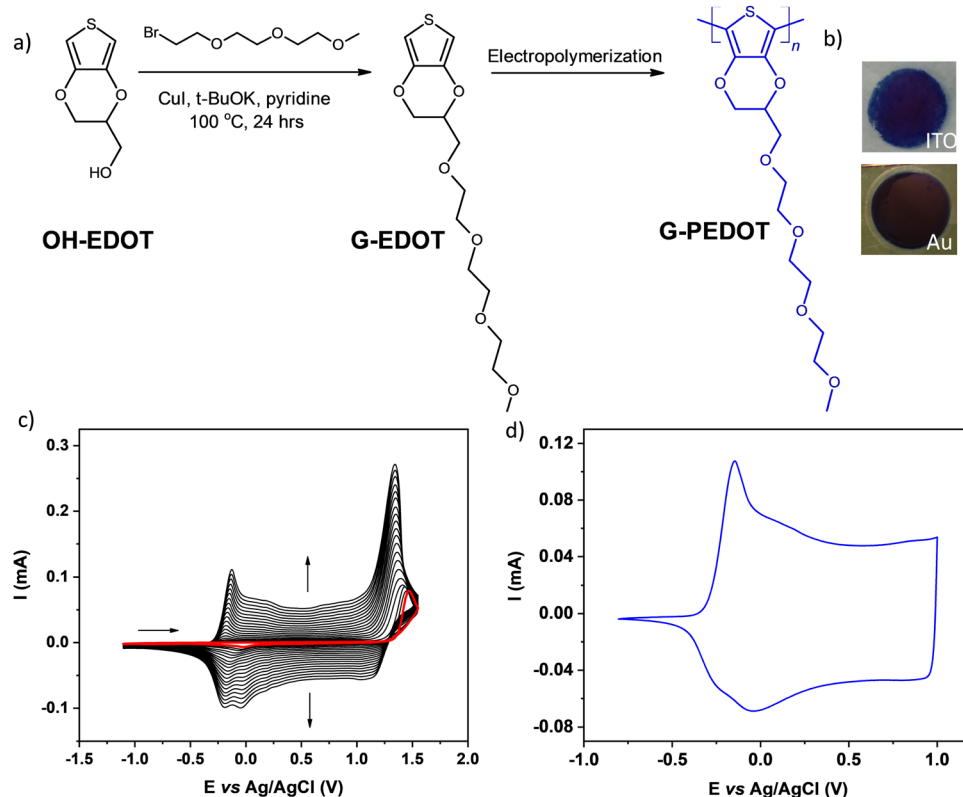 a)
Br
O
O
O
CuI, t-BuOK, pyridine
100 °C, 24 hrs
S
O
O
HO
OH-EDOT
S
O
O
O
O
O
O
G-EDOT
Electropolymerization
S
n
O
O
O
O
O
O
G-PEDOT
b)
ITO
Au
c)
0.3
0.2
0.1
0.0
-0.1
I (mA)
-1.5
-1.0
-0.5
0.0
0.5
1.0
1.5
2.0
E vs Ag/AgCl (V)
d)
0.12
0.08
0.04
0.00
-0.04
-0.08
I (mA)
-1.0
-0.5
0.0
0.5
1.0
E vs Ag/AgCl (V)